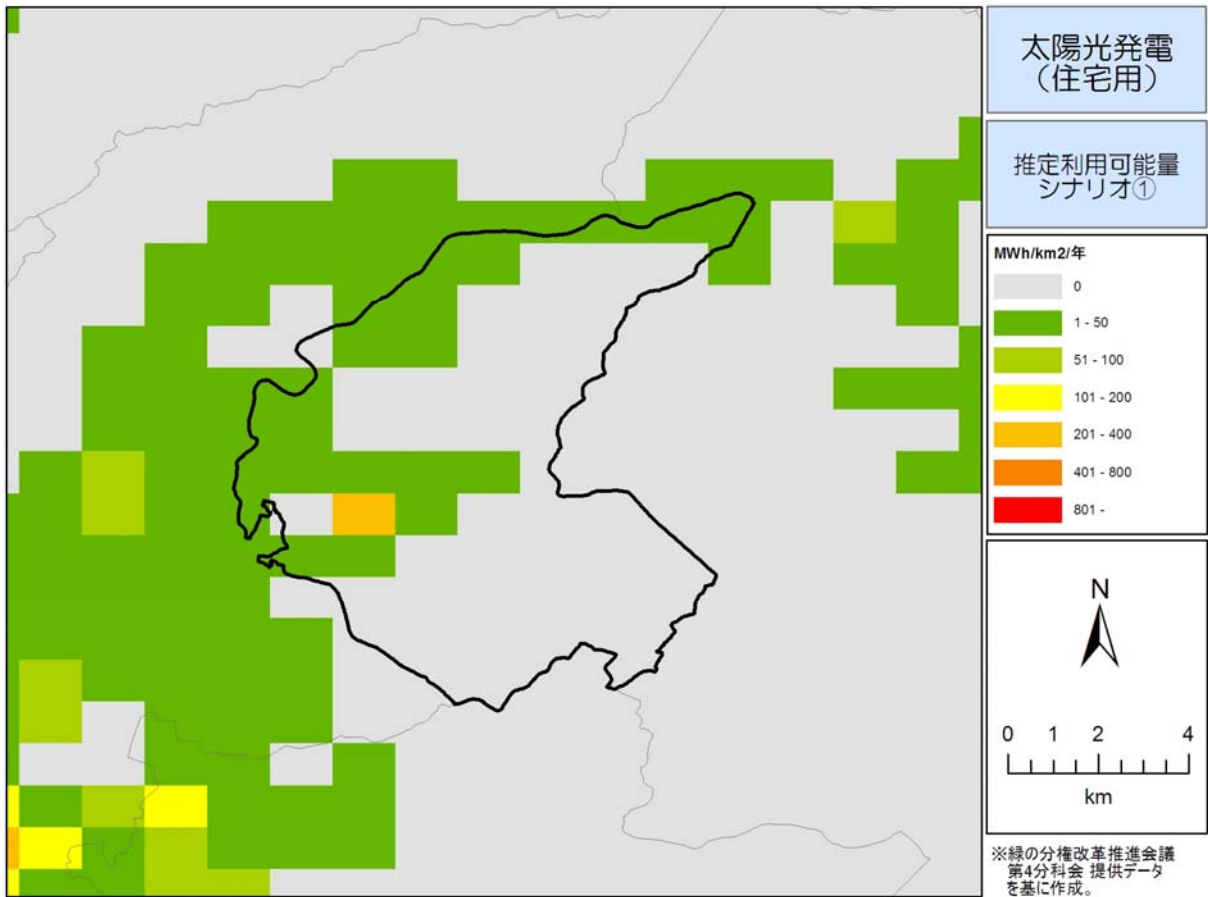 太陽光発電
（住宅用）
推定利用可能量
シナリオ①
MWh/km2/年
0
1 - 50
51 - 100
101 - 200
201 - 400
401 - 800
801 -
N
0 1 2 4
km
※緑の分権改革推進会議
第4分科会 提供データ
を基に作成。